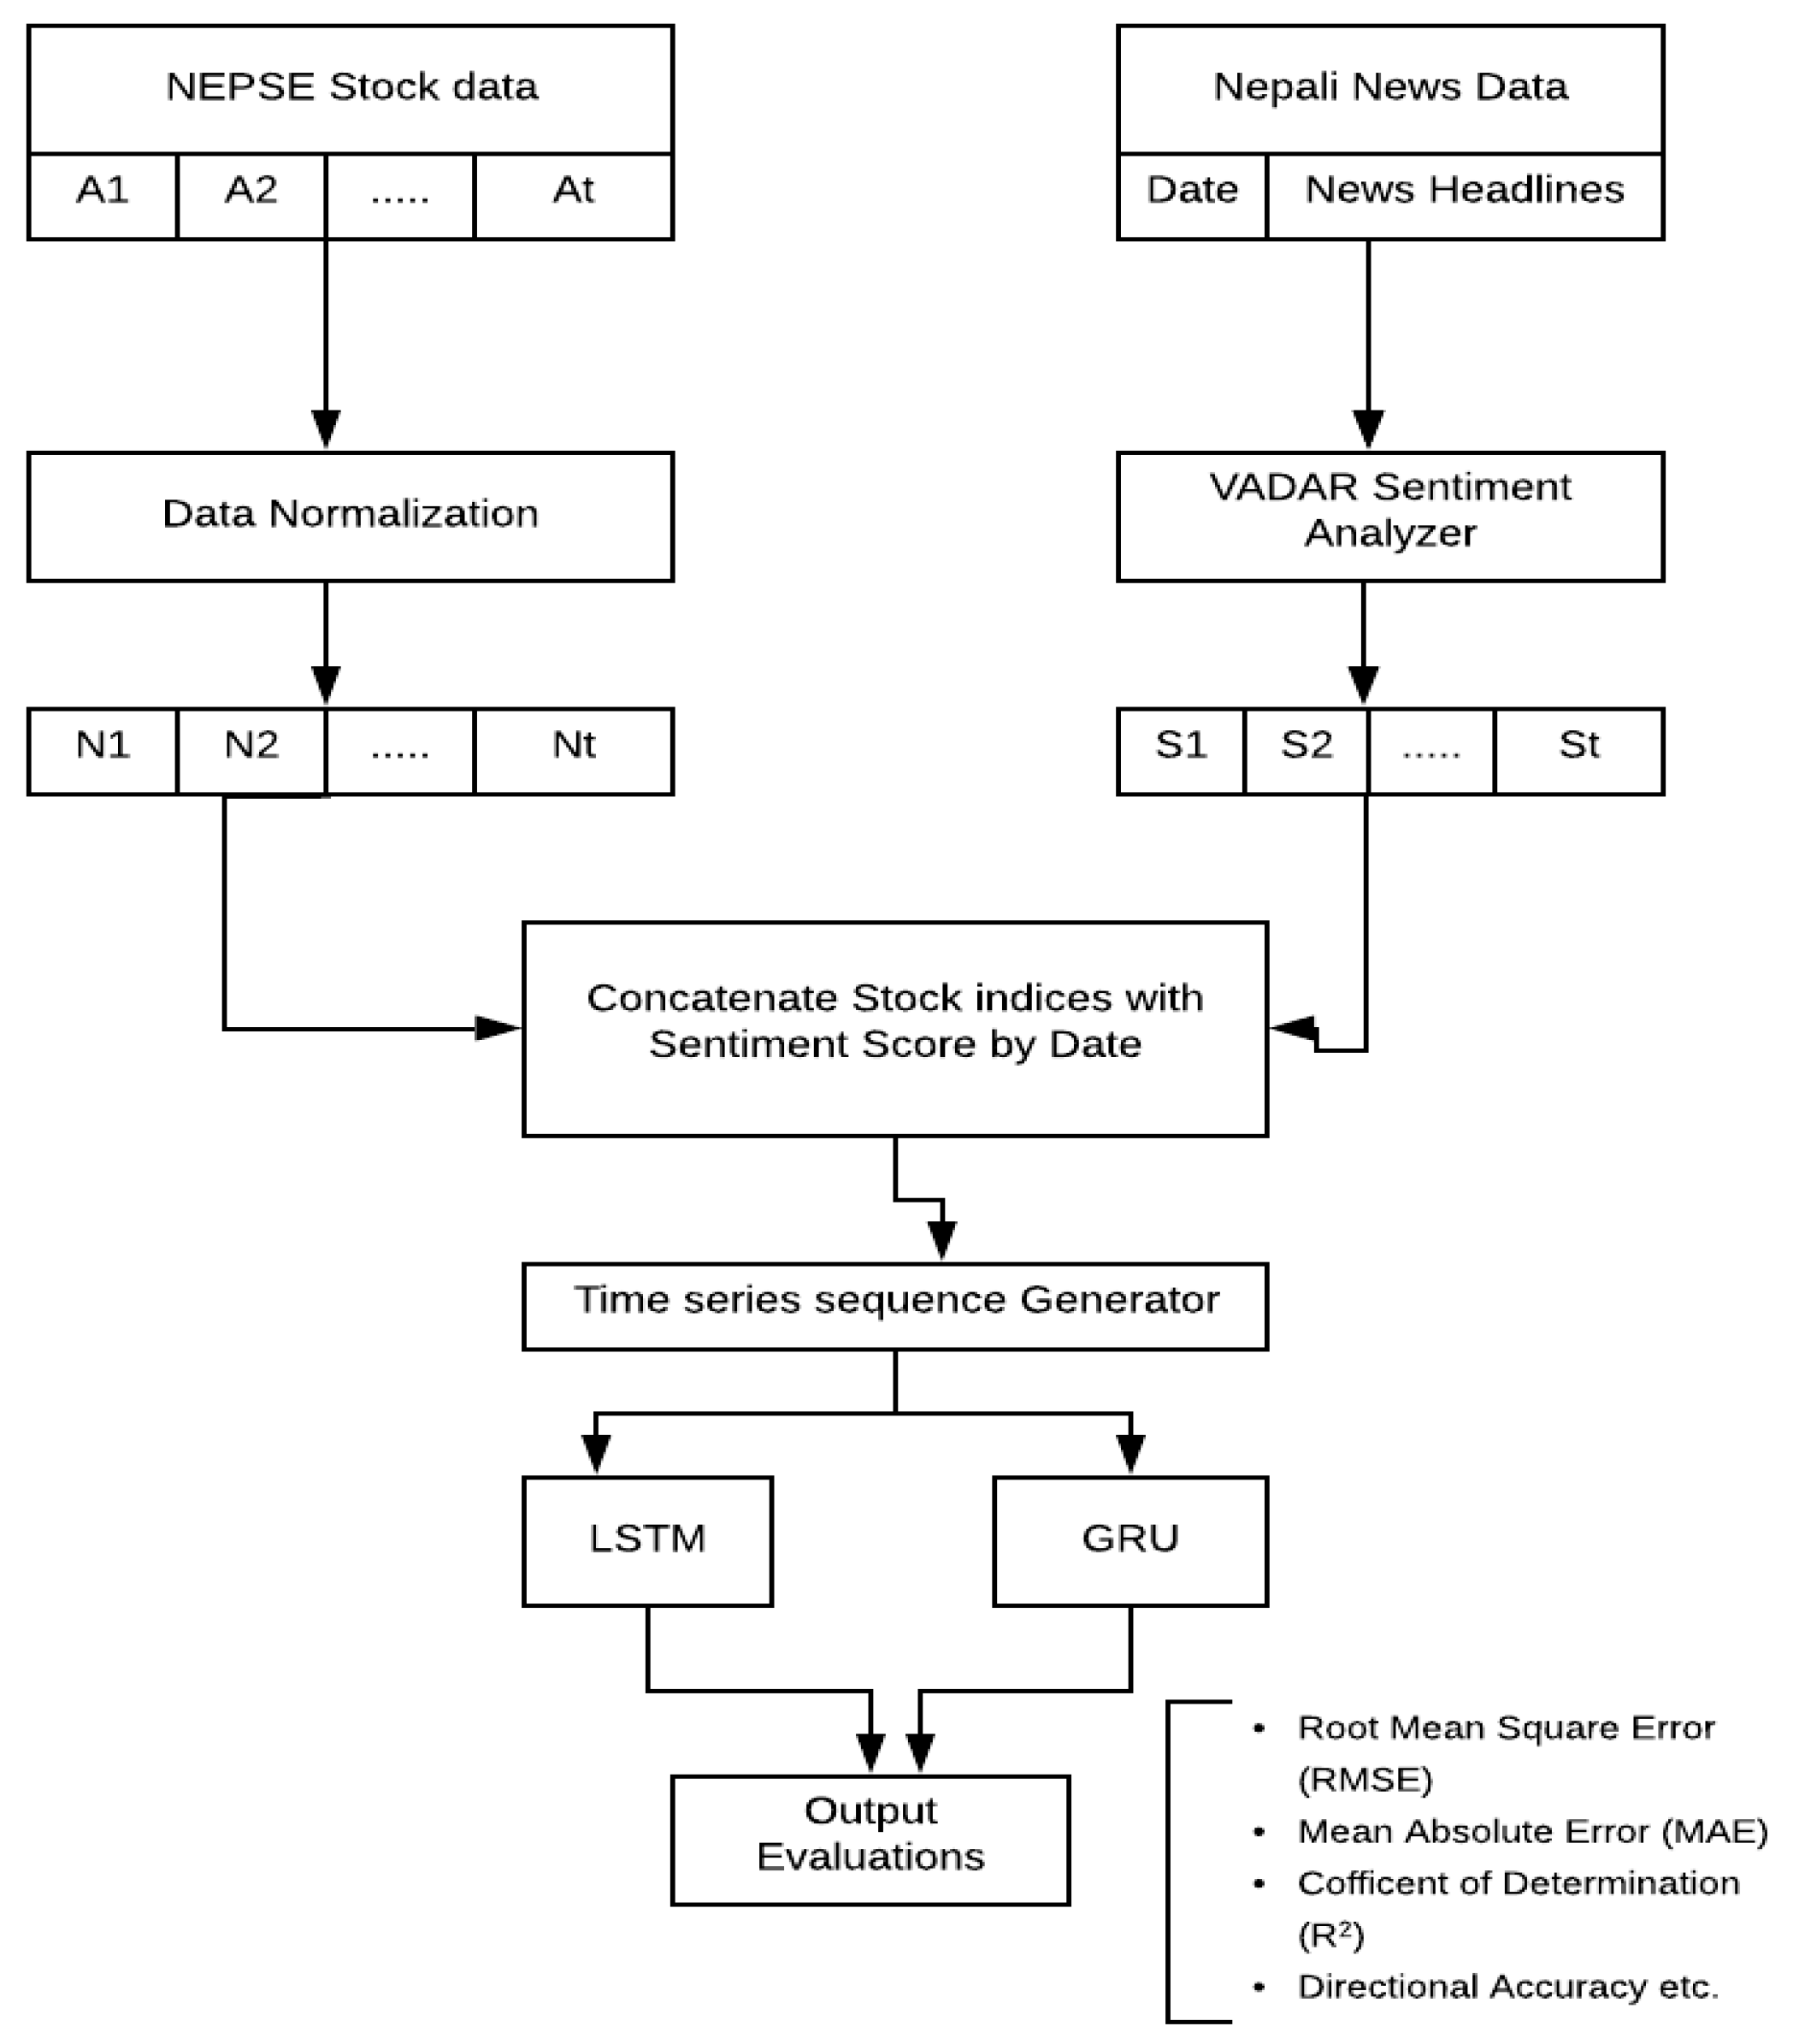 NEPSE Stock data
A1 A2 ..... At
Nepali News Data
Date News Headlines
Data Normalization
VADAR Sentiment
Analyzer
N1 N2 ..... Nt
S1 S2 ..... St
Concatenate Stock indices with
Sentiment Score by Date
Time series sequence Generator
LSTM
GRU
Output
Evaluations
• Root Mean Square Error
(RMSE)
• Mean Absolute Error (MAE)
• Cofficent of Determination
(R²)
• Directional Accuracy etc.